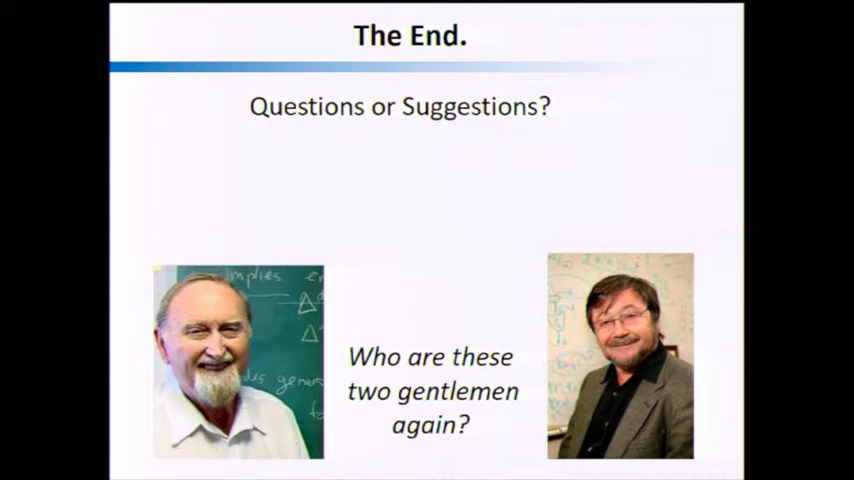 The End.
Questions or Suggestions?
implies
Who are these
two gentlemen
again?